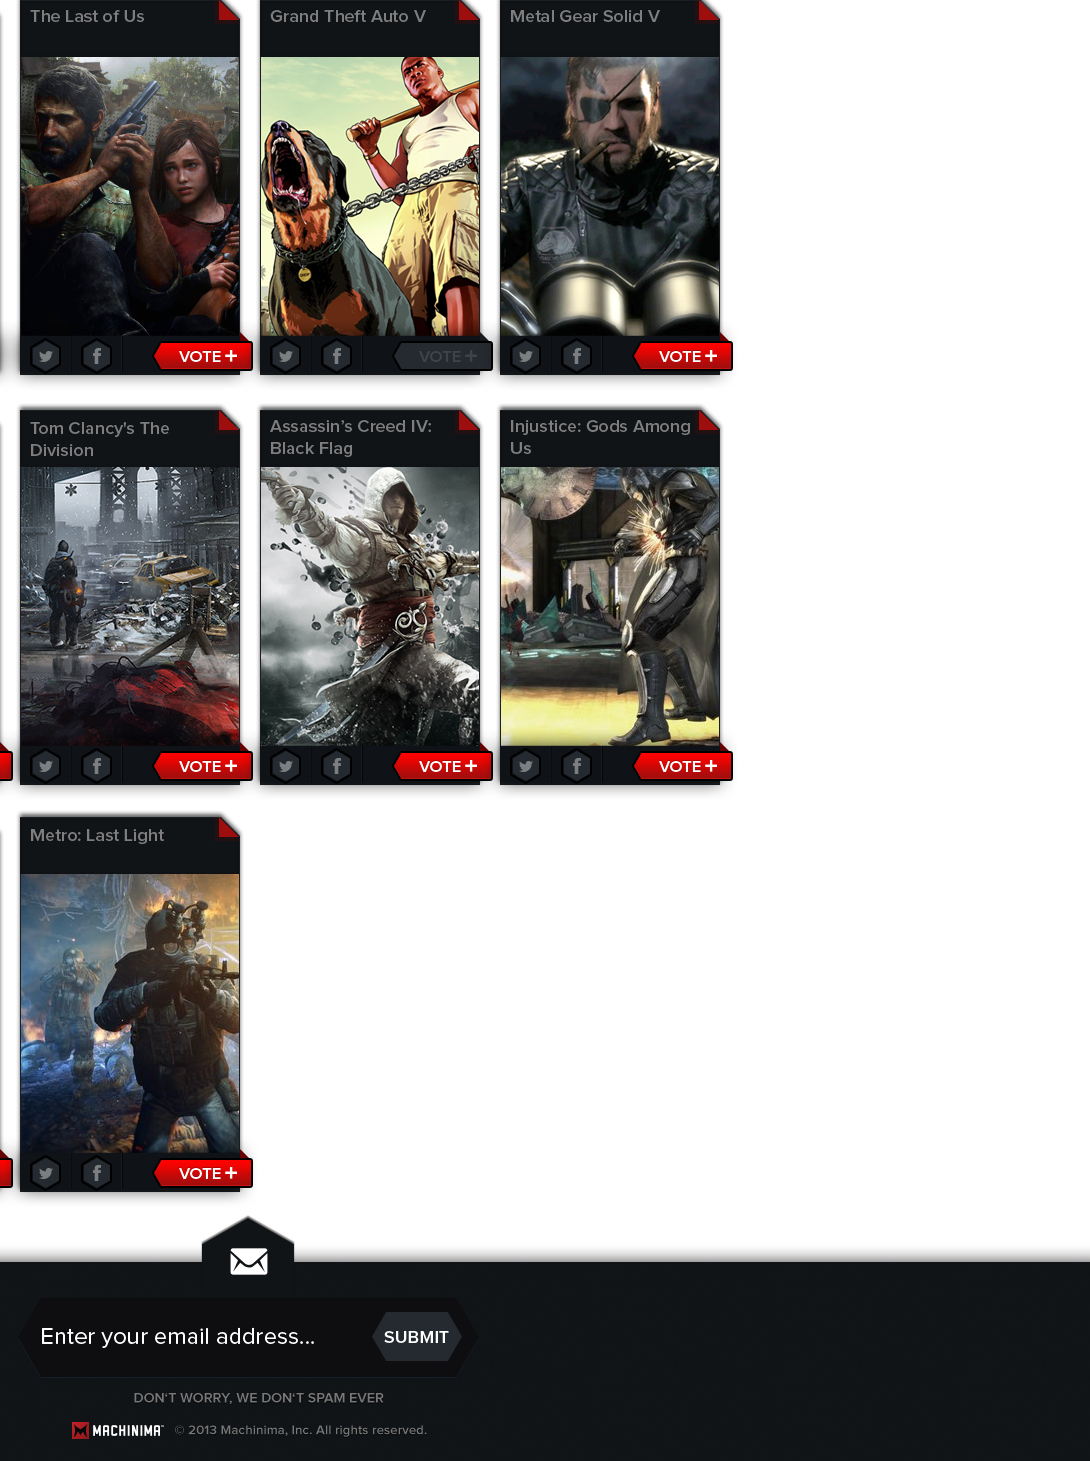 The Last of Us
Grand Theft Auto V
Metal Gear Solid V
VOTE +
VOTE +
VOTE +
Tom Clancy's The
Division
Assassin’s Creed IV:
Black Flag
Injustice: Gods Among
Us
VOTE +
VOTE +
VOTE +
Metro: Last Light
VOTE +
Enter your email address...
SUBMIT
DON‘T WORRY, WE DON‘T SPAM EVER
MACHINIMA™
© 2013 Machinima, Inc. All rights reserved.